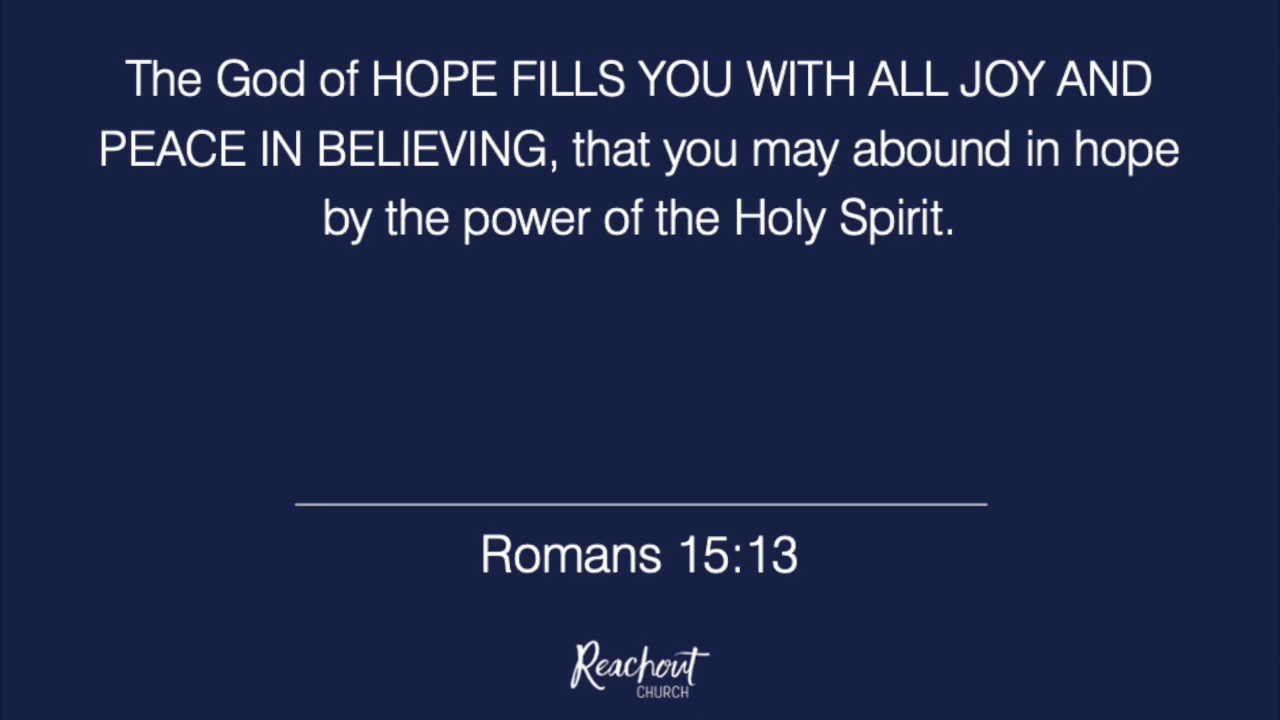 The God of HOPE FILLS YOU WITH ALL JOY AND
PEACE IN BELIEVING, that you may abound in hope
by the power of the Holy Spirit.
Romans 15:13
Reachout
CHURCH